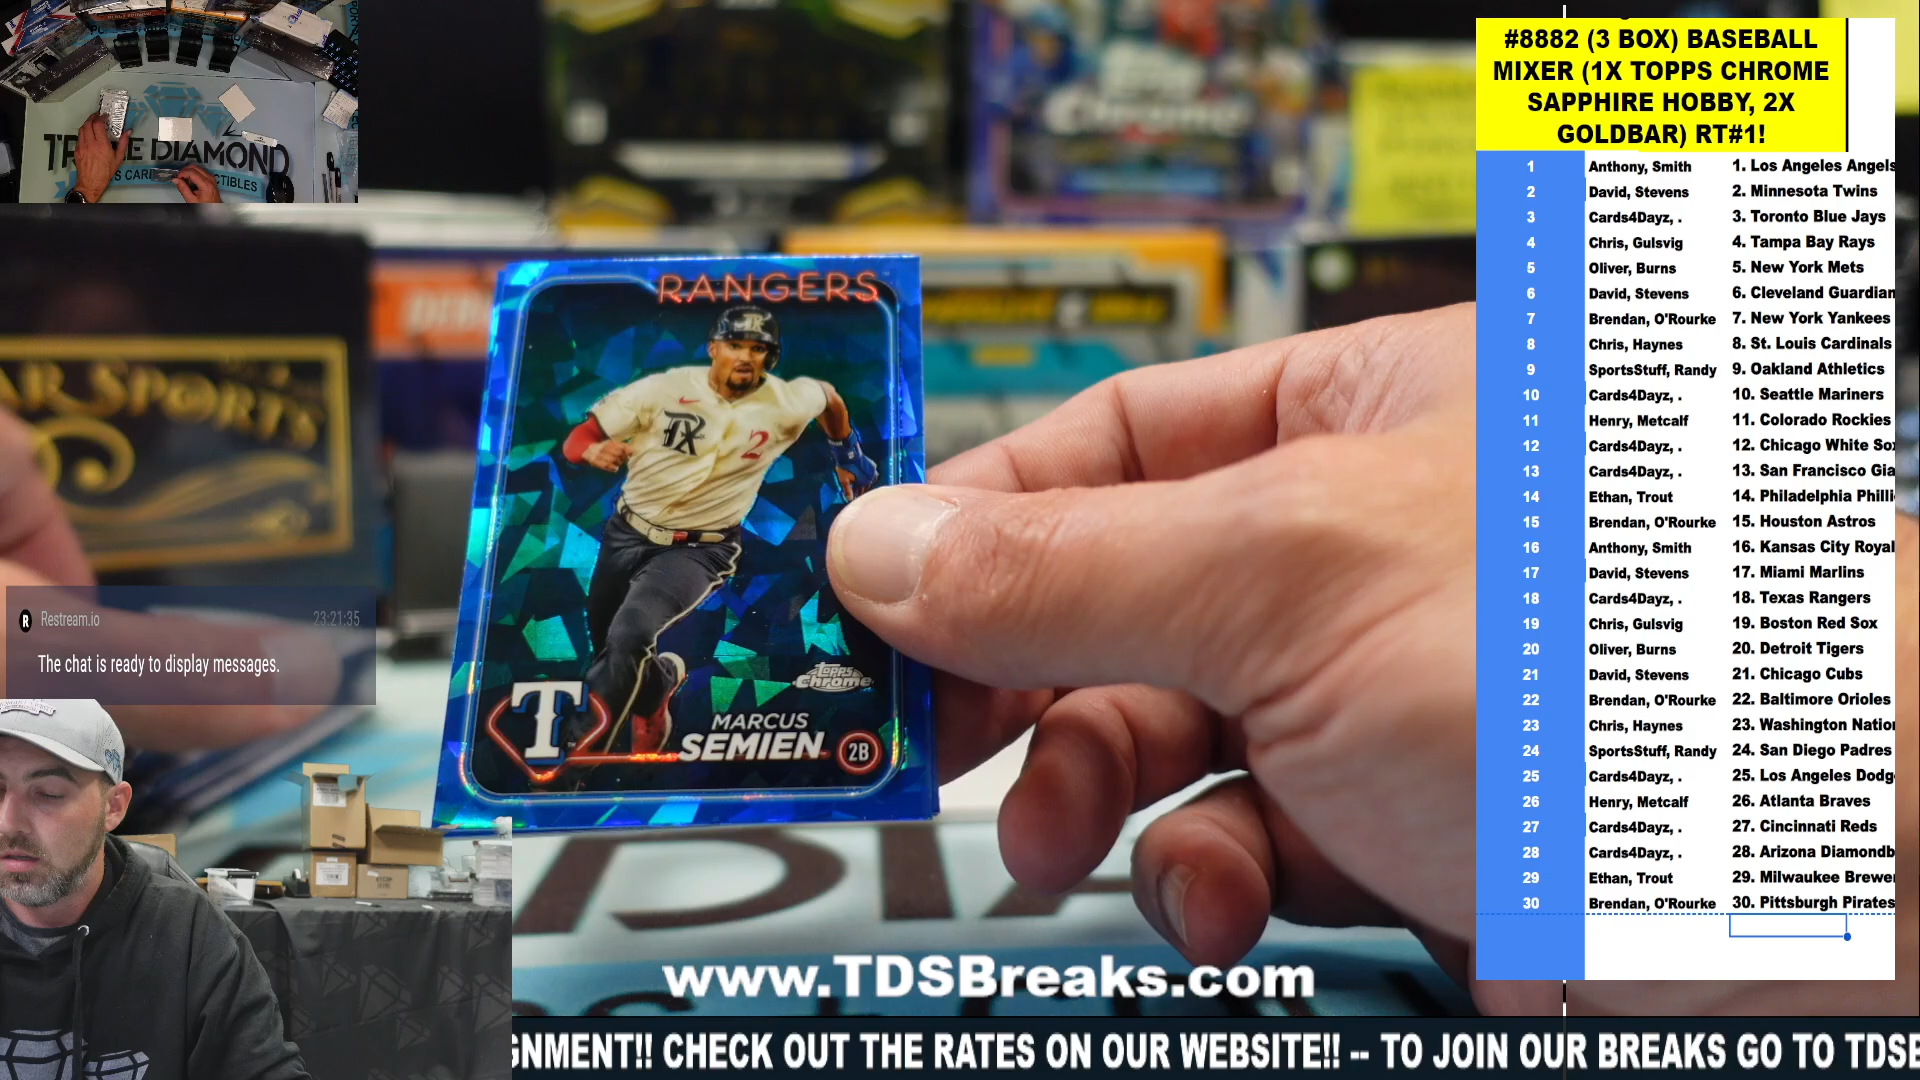 #8882 (3 BOX) BASEBALL
MIXER (1X TOPPS CHROME
SAPPHIRE HOBBY, 2X
GOLDBAR) RT#1!
1 Anthony, Smith 1. Los Angeles Angels
2 David, Stevens 2. Minnesota Twins
3 Cards4Dayz, . 3. Toronto Blue Jays
4 Chris, Gulsvig 4. Tampa Bay Rays
5 Oliver, Burns 5. New York Mets
6 David, Stevens 6. Cleveland Guardian
7 Brendan, O'Rourke 7. New York Yankees
8 Chris, Haynes 8. St. Louis Cardinals
9 SportsStuff, Randy 9. Oakland Athletics
10 Cards4Dayz, . 10. Seattle Mariners
11 Henry, Metcalf 11. Colorado Rockies
12 Cards4Dayz, . 12. Chicago White Sox
13 Cards4Dayz, . 13. San Francisco Gia
14 Ethan, Trout 14. Philadelphia Philli
15 Brendan, O'Rourke 15. Houston Astros
16 Anthony, Smith 16. Kansas City Royal
17 David, Stevens 17. Miami Marlins
18 Cards4Dayz, . 18. Texas Rangers
19 Chris, Gulsvig 19. Boston Red Sox
20 Oliver, Burns 20. Detroit Tigers
21 David, Stevens 21. Chicago Cubs
22 Brendan, O'Rourke 22. Baltimore Orioles
23 Chris, Haynes 23. Washington Nation
24 SportsStuff, Randy 24. San Diego Padres
25 Cards4Dayz, . 25. Los Angeles Dodg
26 Henry, Metcalf 26. Atlanta Braves
27 Cards4Dayz, . 27. Cincinnati Reds
28 Cards4Dayz, . 28. Arizona Diamondb
29 Ethan, Trout 29. Milwaukee Brewe
30 Brendan, O'Rourke 30. Pittsburgh Pirates
TRIPLE DIAMOND
Chrome
RANGERS
TX 2
topps
Chrome
T
MARCUS
SEMIEN 2B
SPORTS
R Restream.io 23:21:35
The chat is ready to display messages.
DIA
www.TDSBreaks.com
GNMENT!! CHECK OUT THE RATES ON OUR WEBSITE!! -- TO JOIN OUR BREAKS GO TO TDSB